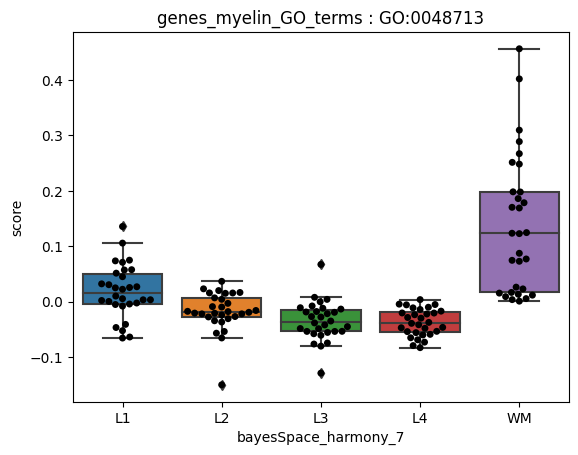 genes_myelin_GO_terms : GO:0048713
0.4
0.3
0.2
0.1
0.0
−0.1
score
L1 L2 L3 L4 WM
bayesSpace_harmony_7